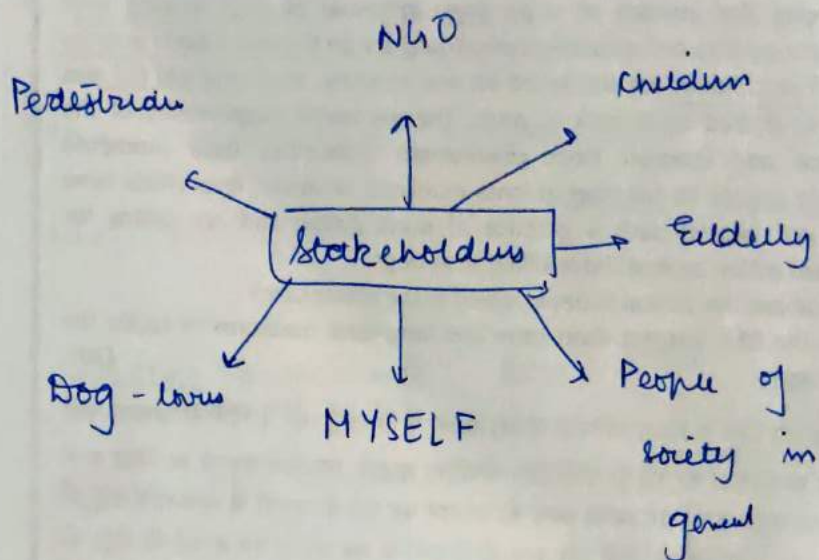 NGO
Children
Pedestrian
Stakeholders
Elderly
Dog-lovers
MYSELF
People of
society in
general